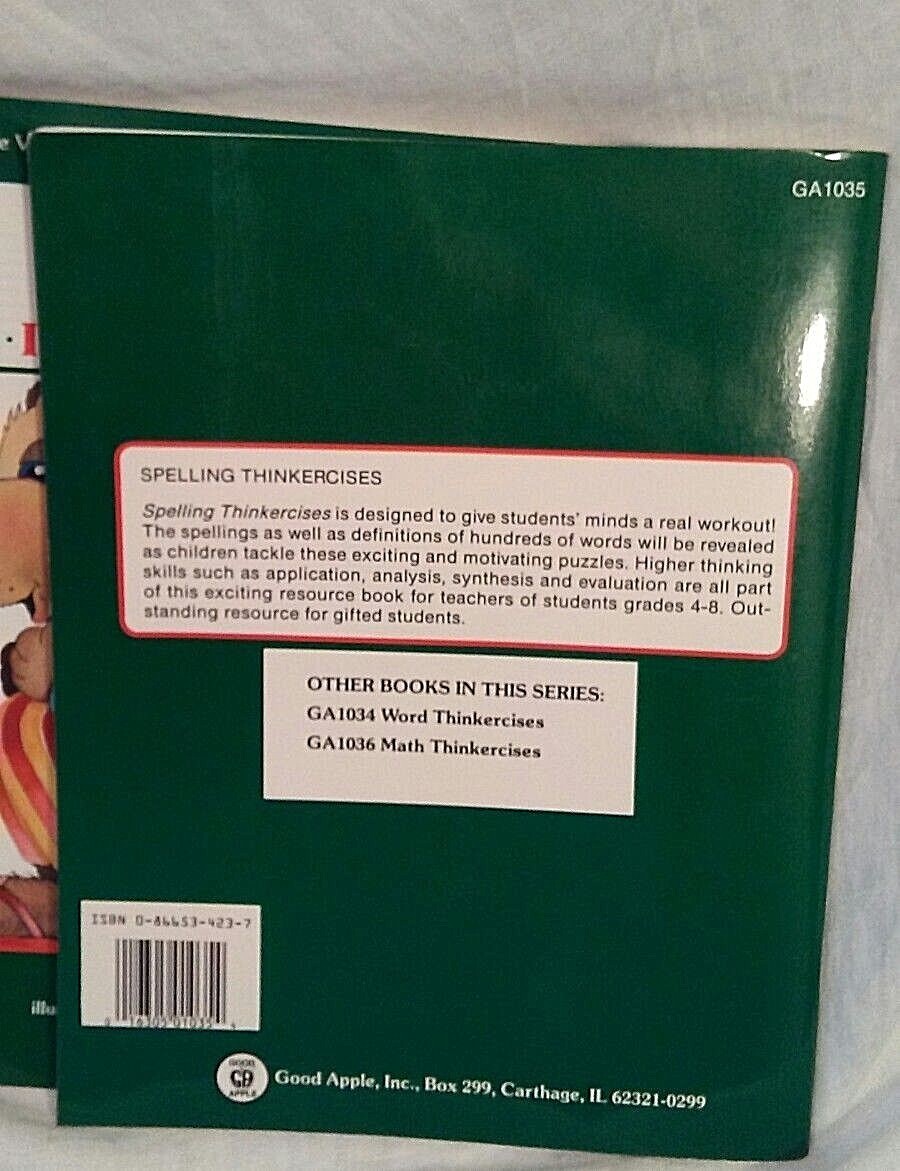 GA1035
SPELLING THINKERCISES
Spelling Thinkercises is designed to give students' minds a real workout!
The spellings as well as definitions of hundreds of words will be revealed
as children tackle these exciting and motivating puzzles. Higher thinking
skills such as application, analysis, synthesis and evaluation are all part
of this exciting resource book for teachers of students grades 4-8. Out-
standing resource for gifted students.
OTHER BOOKS IN THIS SERIES:
GA1034 Word Thinkercises
GA1036 Math Thinkercises
ISBN 0-86653-423-7
GOOD
GA
APPLE
Good Apple, Inc., Box 299, Carthage, IL 62321-0299